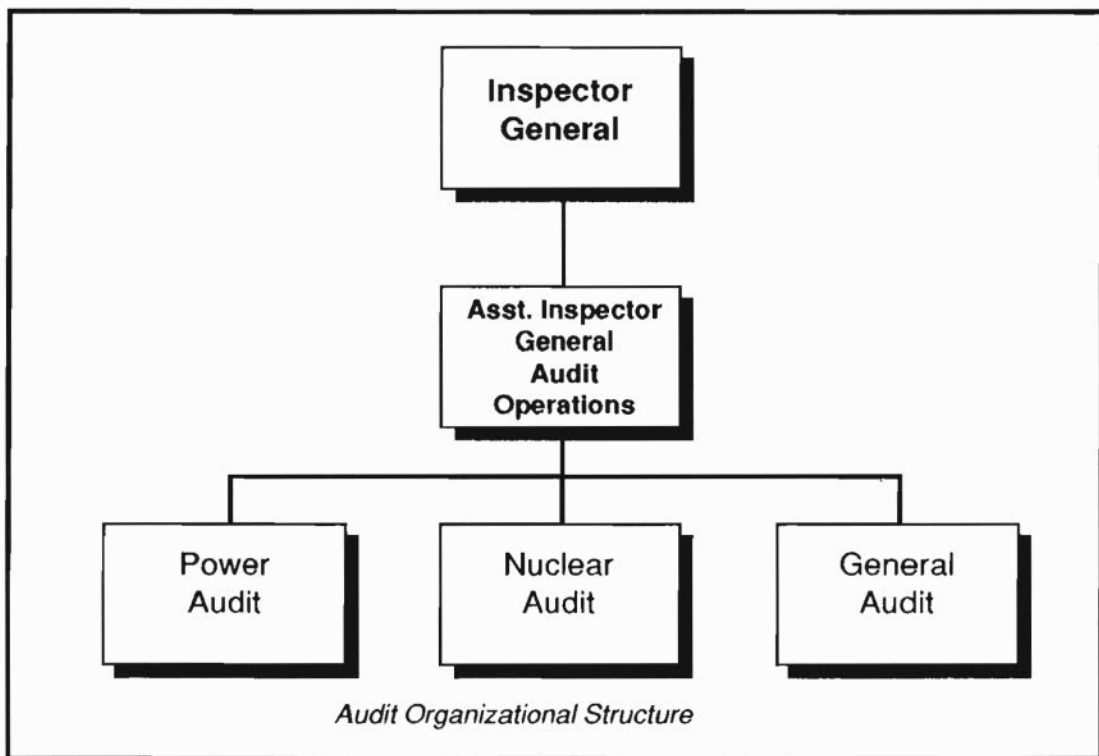 Inspector
General
Asst. Inspector
General
Audit
Operations
Power
Audit
Nuclear
Audit
General
Audit
Audit Organizational Structure